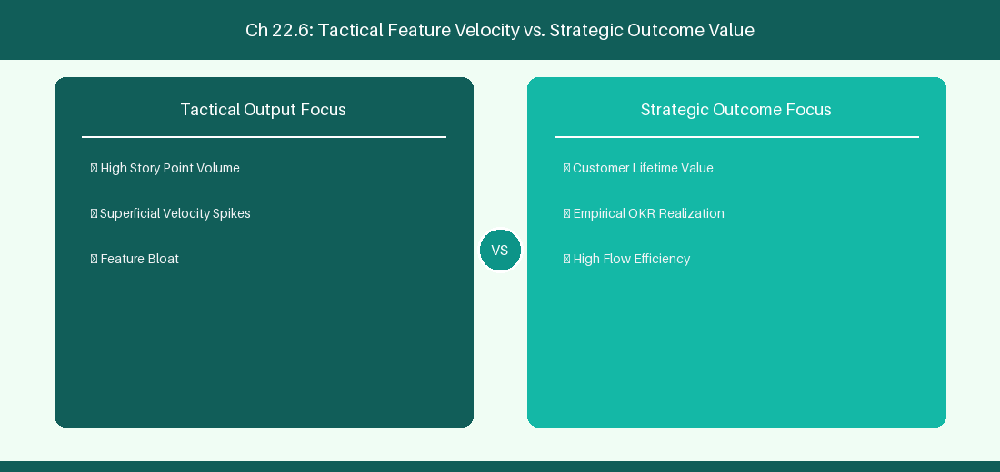 Ch 22.6: Tactical Feature Velocity vs. Strategic Outcome Value
Tactical Output Focus
High Story Point Volume
Superficial Velocity Spikes
Feature Bloat
VS
Strategic Outcome Focus
Customer Lifetime Value
Empirical OKR Realization
High Flow Efficiency